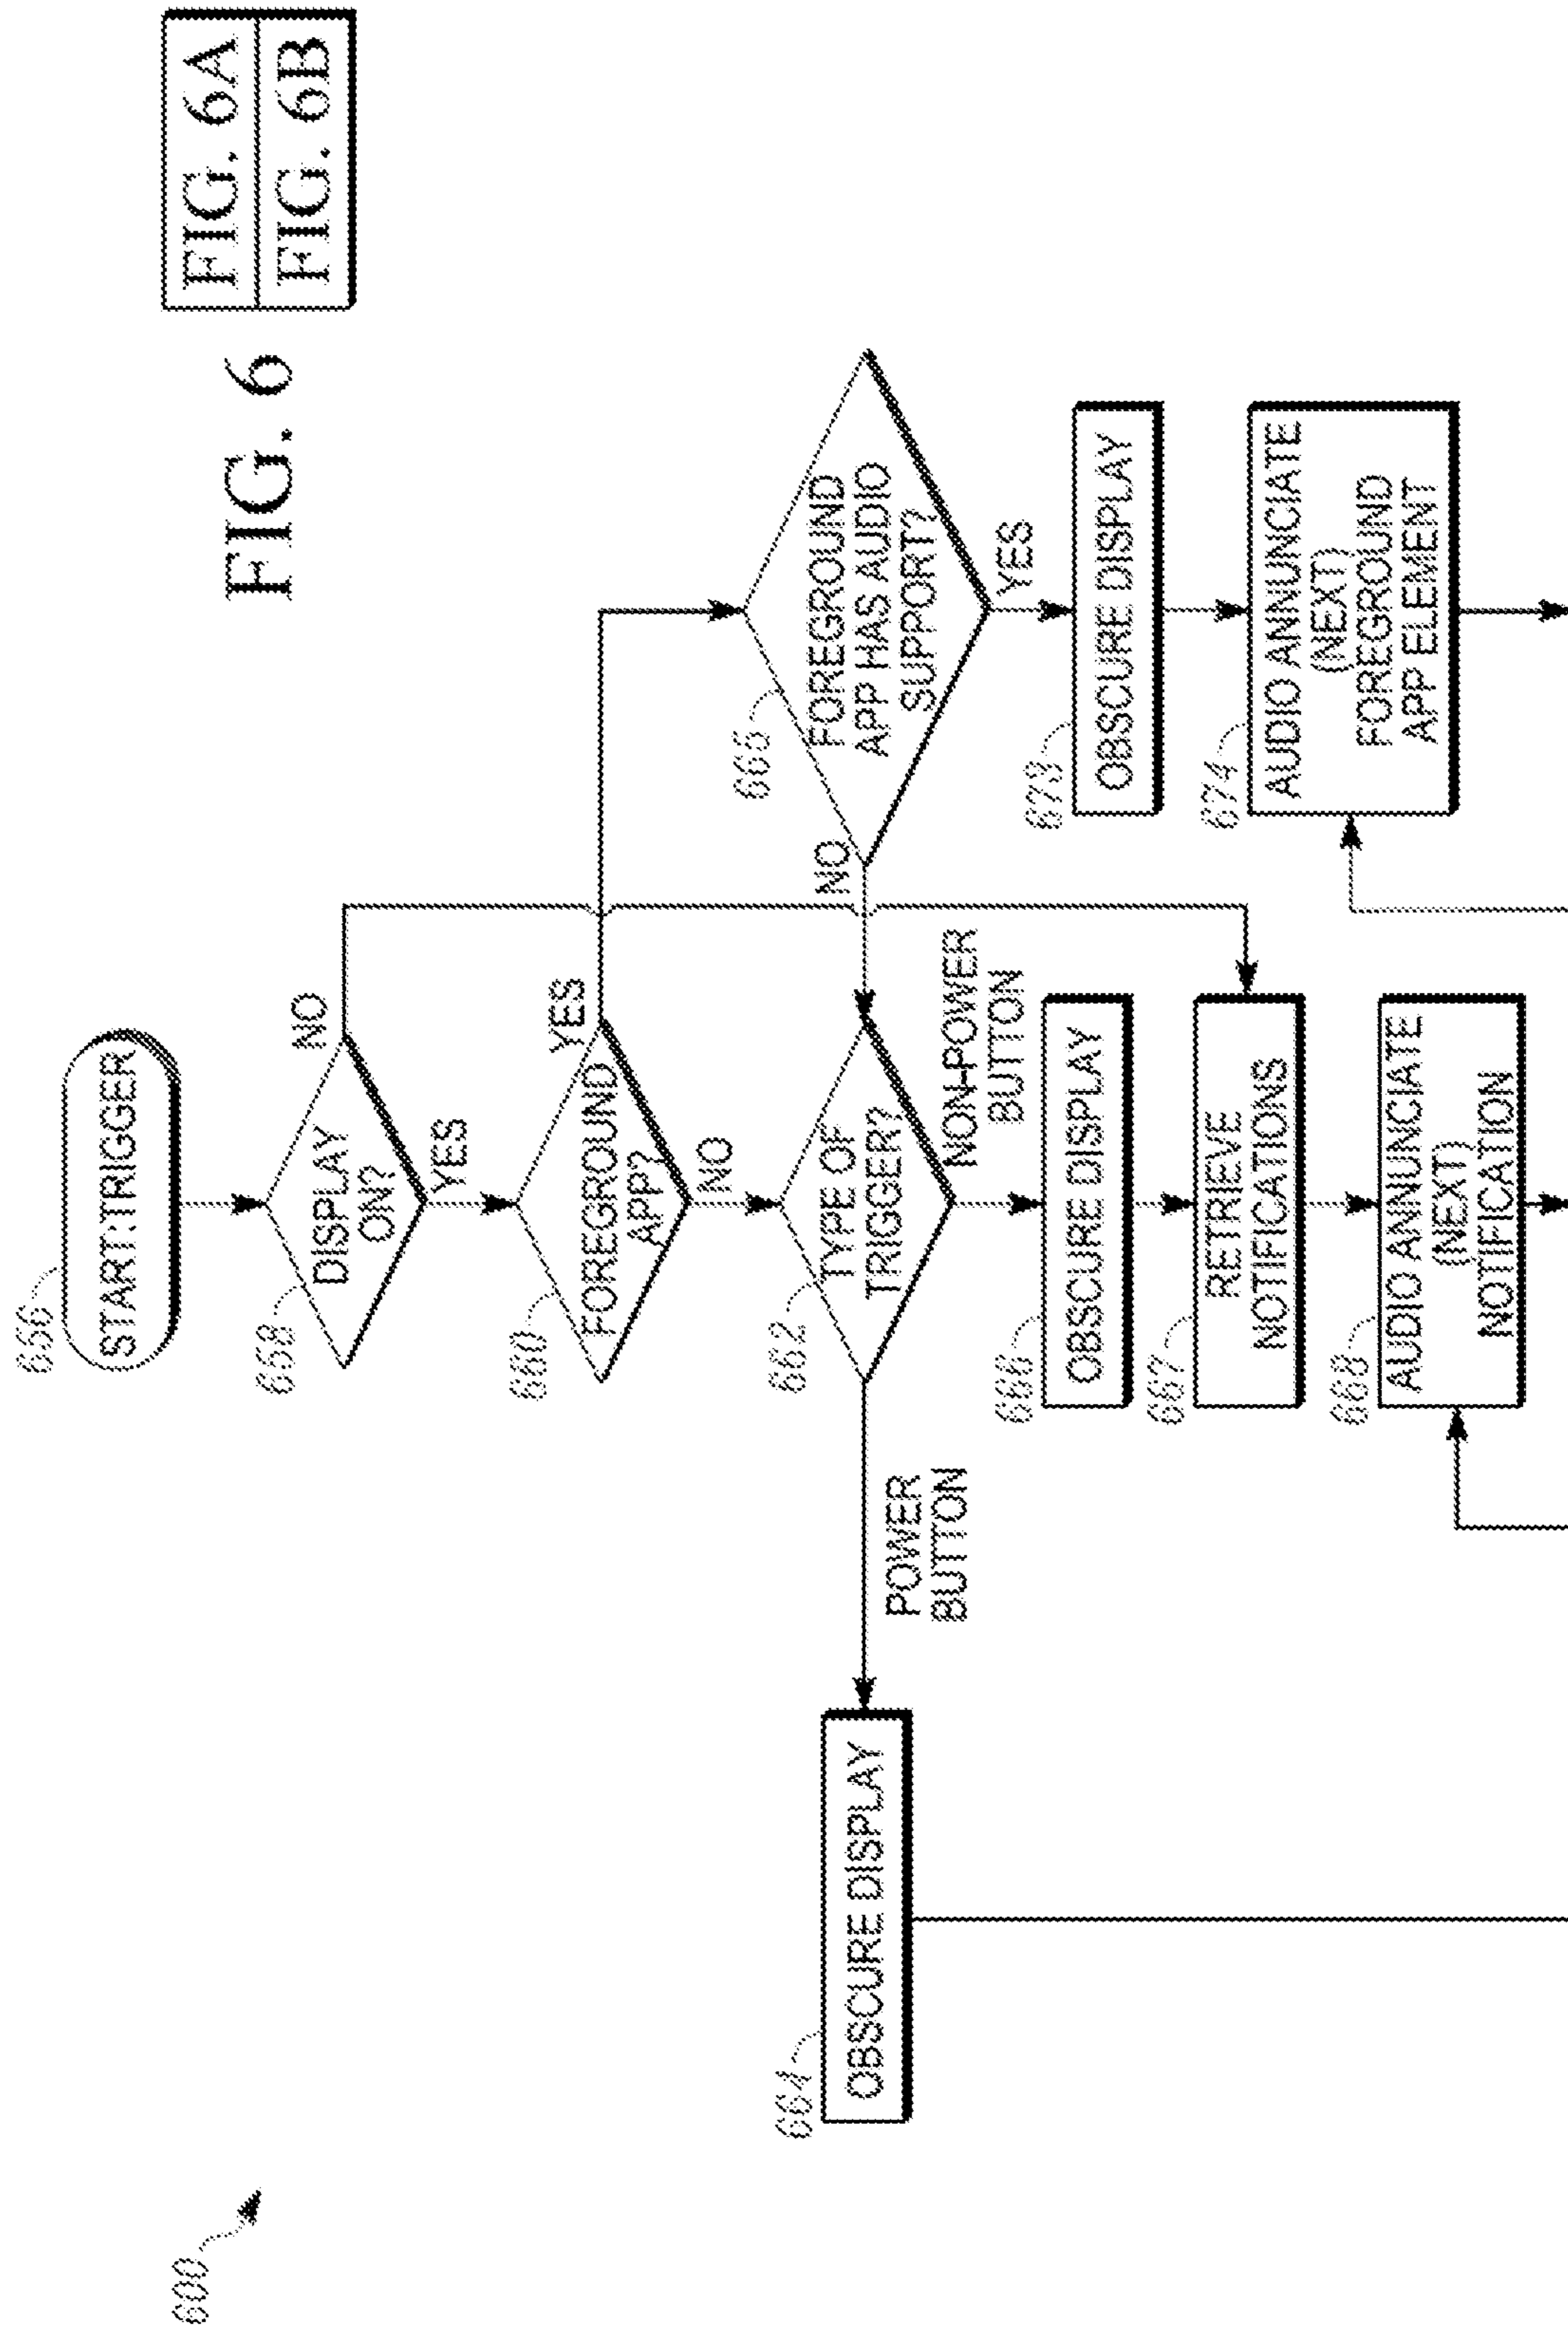 600
FIG. 6
FIG. 6A
FIG. 6B
656
START:TRIGGER
658
DISPLAY
ON?
NO
YES
660
FOREGROUND
APP?
YES
NO
662
TYPE OF
TRIGGER?
POWER
BUTTON
NON-POWER
BUTTON
664
OBSCURE DISPLAY
665
FOREGROUND
APP HAS AUDIO
SUPPORT?
NO
YES
666
OBSCURE DISPLAY
667
RETRIEVE
NOTIFICATIONS
668
AUDIO ANNUNCIATE
(NEXT)
NOTIFICATION
673
OBSCURE DISPLAY
674
AUDIO ANNUNCIATE
(NEXT)
FOREGROUND
APP ELEMENT